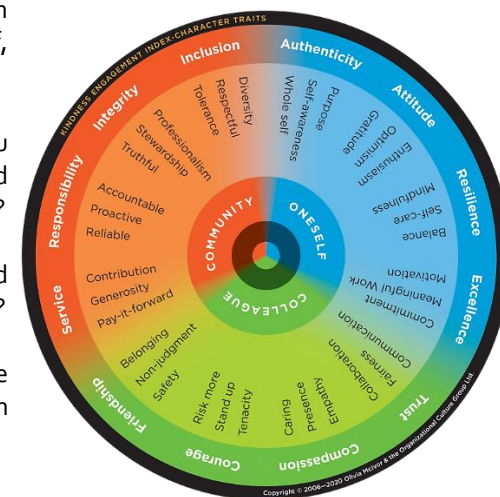 KINDNESS ENGAGEMENT INDEX-CHARACTER TRAITS
Authenticity
Whole self
Self-awareness
Purpose
Attitude
Gratitude
Optimism
Enthusiasm
Resilience
Mindfulness
Self-care
Balance
Excellence
Motivation
Meaningful Work
Commitment
Trust
Communication
Fairness
Collaboration
Compassion
Empathy
Presence
Caring
Courage
Tenacity
Stand up
Risk more
Friendship
Safety
Non-judgment
Belonging
Service
Contribution
Generosity
Pay-it-forward
Responsibility
Accountable
Proactive
Reliable
Integrity
Professionalism
Stewardship
Truthful
Inclusion
Diversity
Respectful
Tolerance
COMMUNITY
ONESELF
COLLEAGUE
Copyright © 2006–2020 Olivia McIvor & the Organizational Culture Group Ltd.